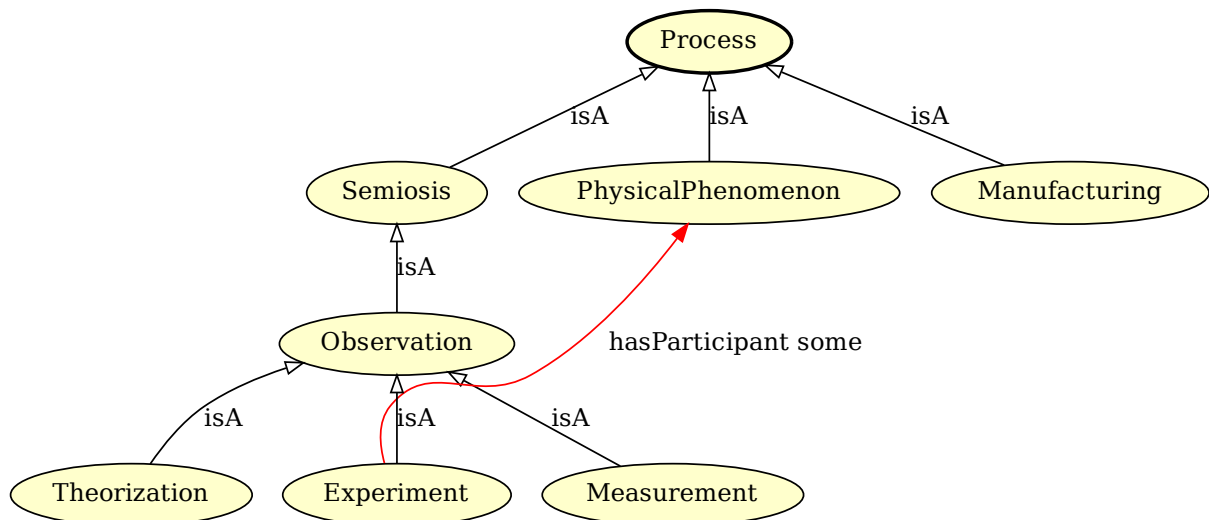 Process
isA
isA
isA
Semiosis
PhysicalPhenomenon
Manufacturing
isA
Observation
hasParticipant some
isA
isA
isA
Theorization
Experiment
Measurement